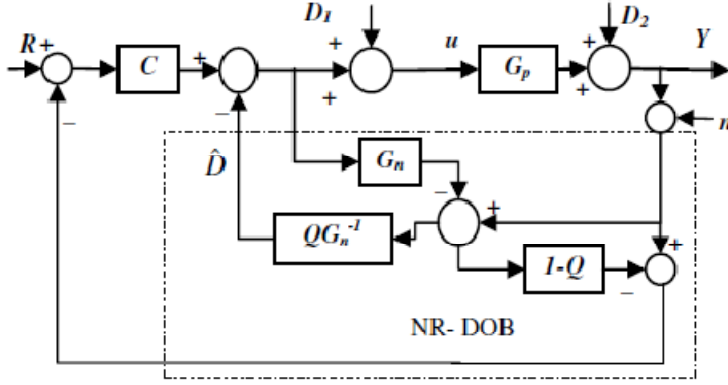 D₁
D₂
R
+
C
+
+
+
u
Gₚ
+
+
Y
−
−
n
D̂
Gₙ
−
+
QGₙ⁻¹
1-Q
+
−
NR- DOB